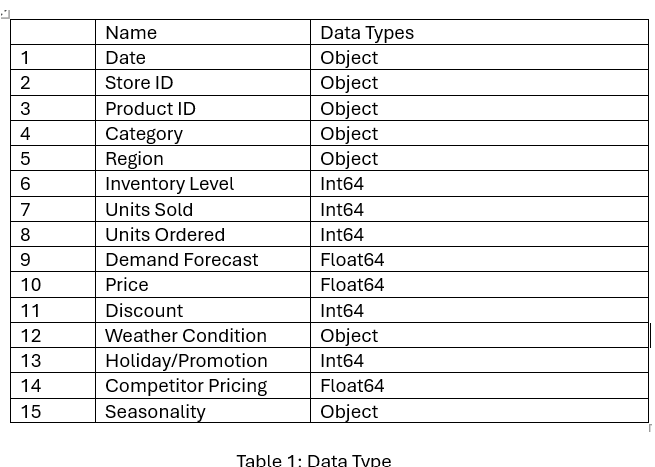 Name Data Types
1 Date Object
2 Store ID Object
3 Product ID Object
4 Category Object
5 Region Object
6 Inventory Level Int64
7 Units Sold Int64
8 Units Ordered Int64
9 Demand Forecast Float64
10 Price Float64
11 Discount Int64
12 Weather Condition Object
13 Holiday/Promotion Int64
14 Competitor Pricing Float64
15 Seasonality Object
Table 1: Data Type